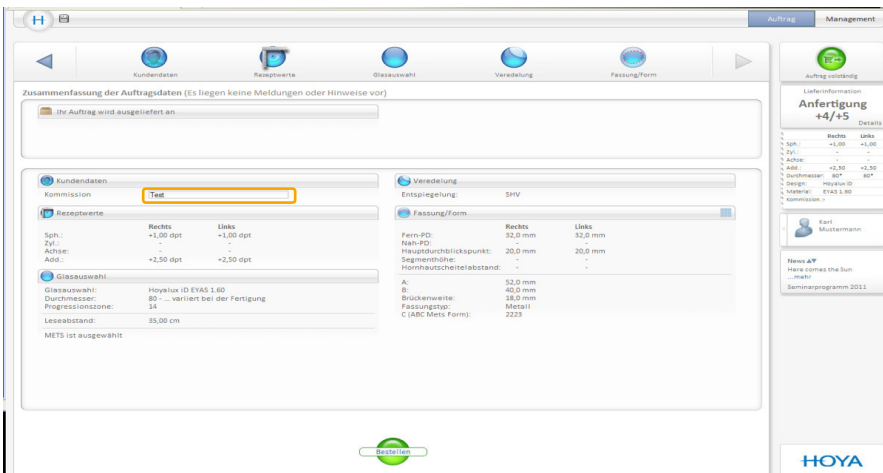 H
Auftrag Management
Kundendaten Rezeptwerte Glasauswahl Veredelung Fassung/Form
Zusammenfassung der Auftragsdaten (Es liegen keine Meldungen oder Hinweise vor)
Ihr Auftrag wird ausgeliefert an
Kundendaten
Kommission Test
Rezeptwerte
Rechts Links
Sph.: +1,00 dpt +1,00 dpt
Zyl.: - -
Achse: - -
Add.: +2,50 dpt +2,50 dpt
Glasauswahl
Glasauswahl: Hoyalux iD EYAS 1.60
Durchmesser: 80 - ... variiert bei der Fertigung
Progressionszone: 14
Leseabstand: 35,00 cm
METS ist ausgewählt
Veredelung
Entspiegelung: SHV
Fassung/Form
Rechts Links
Fern-PD: 32,0 mm 32,0 mm
Nah-PD: - -
Hauptdurchblickspunkt: 20,0 mm 20,0 mm
Segmenthöhe: - -
Hornhautscheitelabstand: - -
A: 52,0 mm
B: 40,0 mm
Brückenweite: 18,0 mm
Fassungstyp: Metall
C (ABC Mets Form): 2223
Bestellen
Auftrag vollständig
Lieferinformation
Anfertigung
+4/+5
Details
Rechts Links
Sph.: +1,00 +1,00
Zyl.: - -
Achse: - -
Add.: +2,50 +2,50
Durchmesser: 80* 80*
Design: Hoyalux iD
Material: EYAS 1.60
Kommission :-
Karl
Mustermann
News
Here comes the Sun
...mehr
Seminarprogramm 2011
HOYA